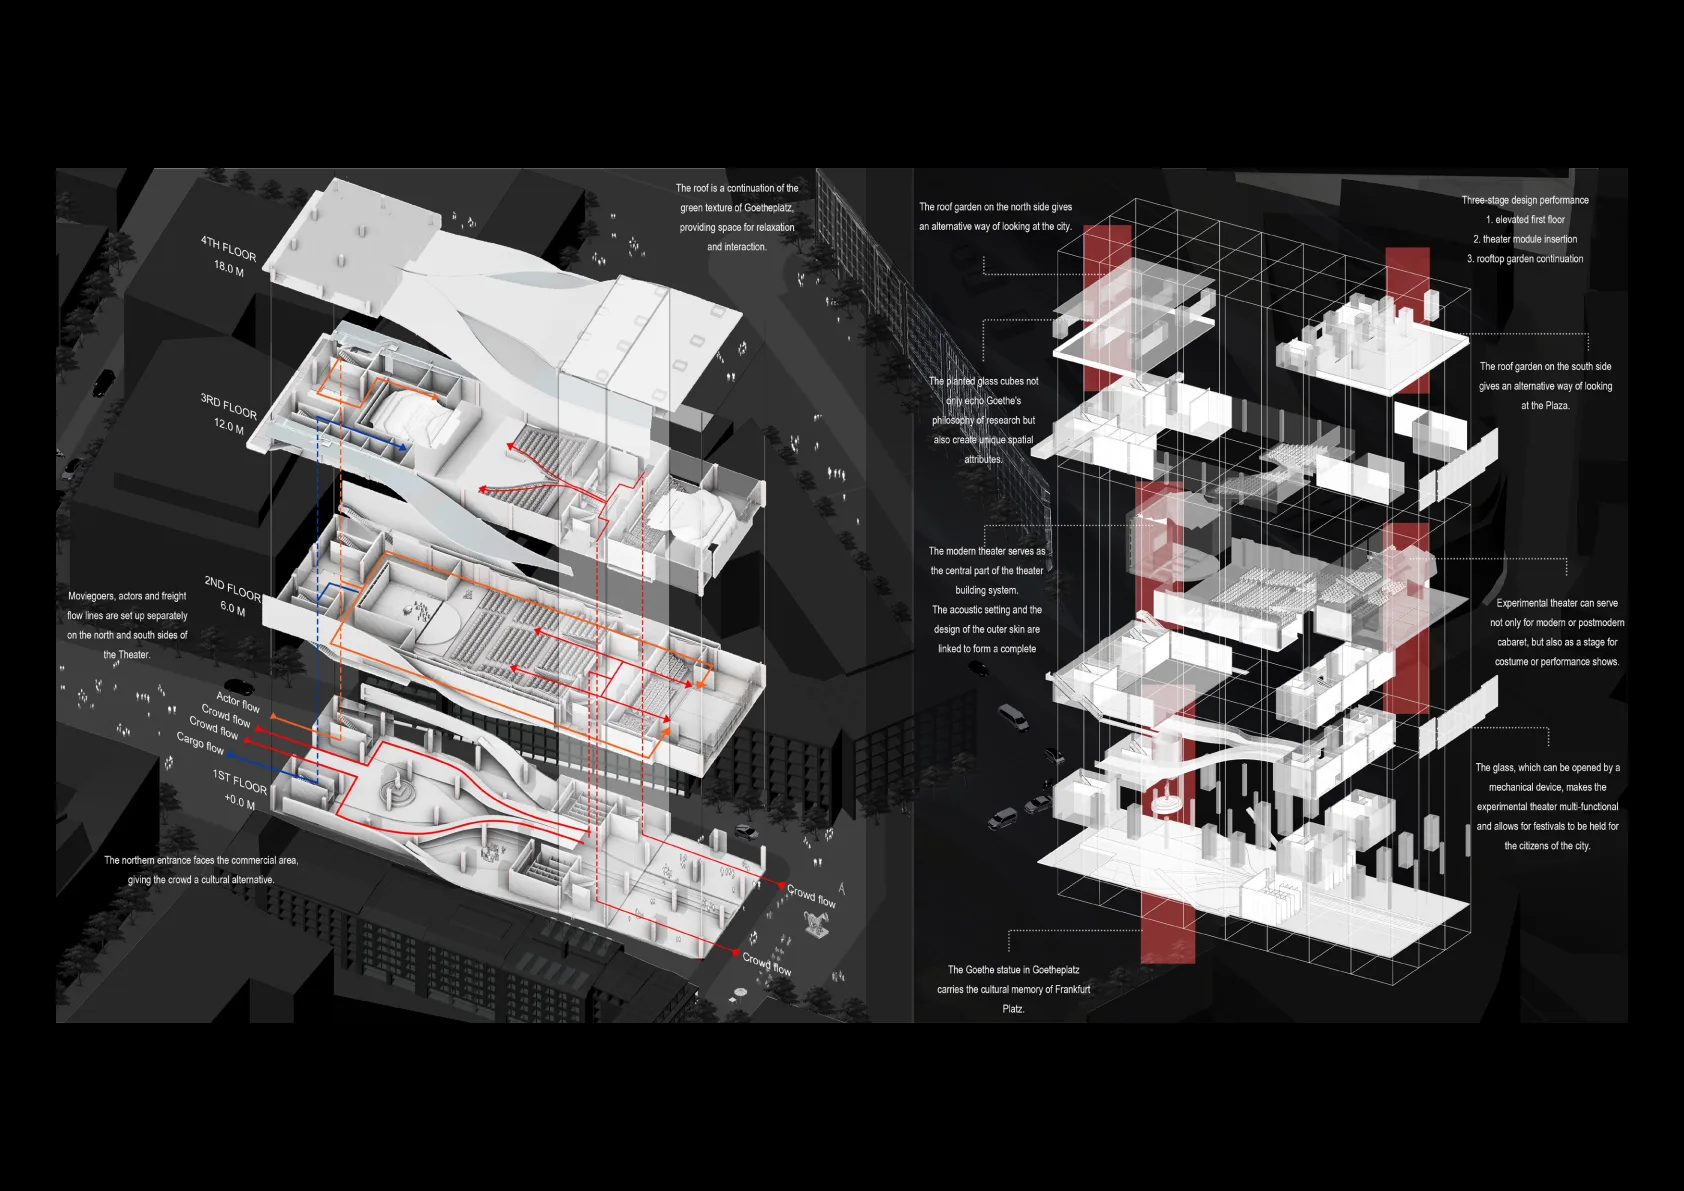 The roof is a continuation of the
green texture of Goetheplatz,
providing space for relaxation
and interaction.
4TH FLOOR
18.0 M
3RD FLOOR
12.0 M
2ND FLOOR
6.0 M
Moviegoers, actors and freight
flow lines are set up separately
on the north and south sides of
the Theater.
Actor flow
Crowd flow
Crowd flow
Cargo flow
1ST FLOOR
+0.0 M
The northern entrance faces the commercial area,
giving the crowd a cultural alternative.
Crowd flow
Crowd flow
The roof garden on the north side gives
an alternative way of looking at the city.
The planted glass cubes not
only echo Goethe's
philosophy of research but
also create unique spatial
attributes.
The modern theater serves as
the central part of the theater
building system.
The acoustic setting and the
design of the outer skin are
linked to form a complete
The Goethe statue in Goetheplatz
carries the cultural memory of Frankfurt
Platz.
Three-stage design performance
1. elevated first floor
2. theater module insertion
3. rooftop garden continuation
The roof garden on the south side
gives an alternative way of looking
at the Plaza.
Experimental theater can serve
not only for modern or postmodern
cabaret, but also as a stage for
costume or performance shows.
The glass, which can be opened by a
mechanical device, makes the
experimental theater multi-functional
and allows for festivals to be held for
the citizens of the city.